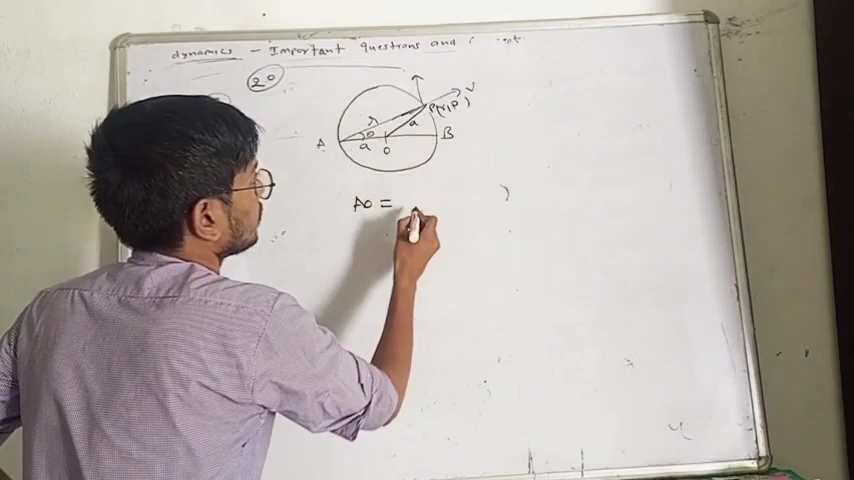 dynamics - Important questions and
20
V
P(r,θ)
r
θ
a
A
a
O
B
AO =